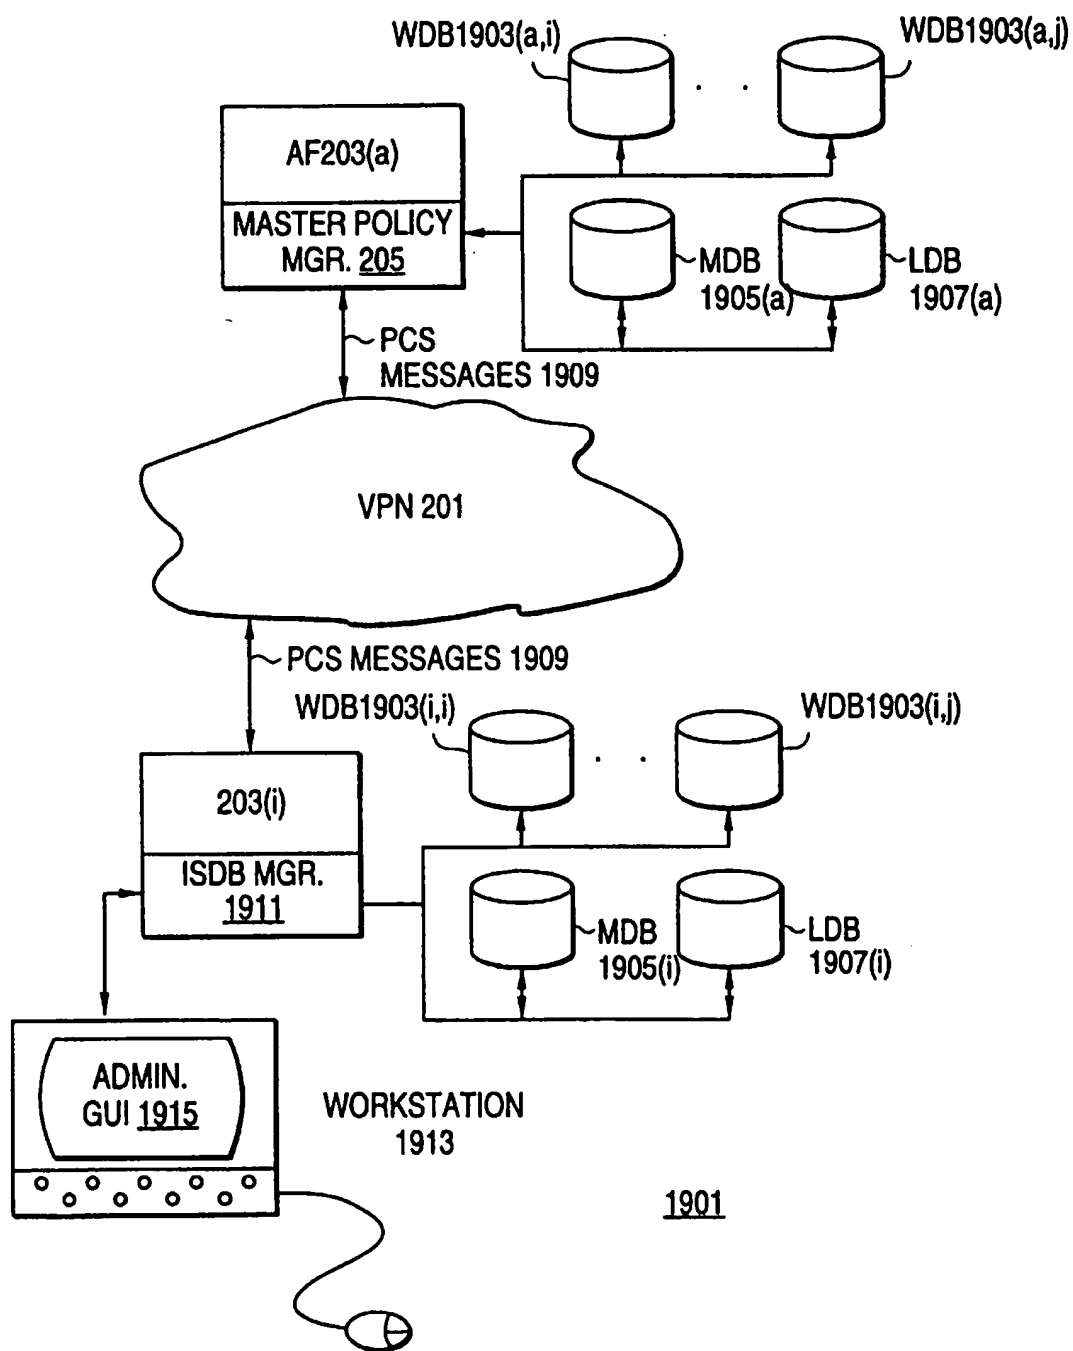 WDB1903(a,i)
WDB1903(a,j)
AF203(a)
MASTER POLICY
MGR. 205
MDB
1905(a)
LDB
1907(a)
PCS
MESSAGES 1909
VPN 201
PCS MESSAGES 1909
WDB1903(i,i)
WDB1903(i,j)
203(i)
ISDB MGR.
1911
MDB
1905(i)
LDB
1907(i)
ADMIN.
GUI 1915
WORKSTATION
1913
1901